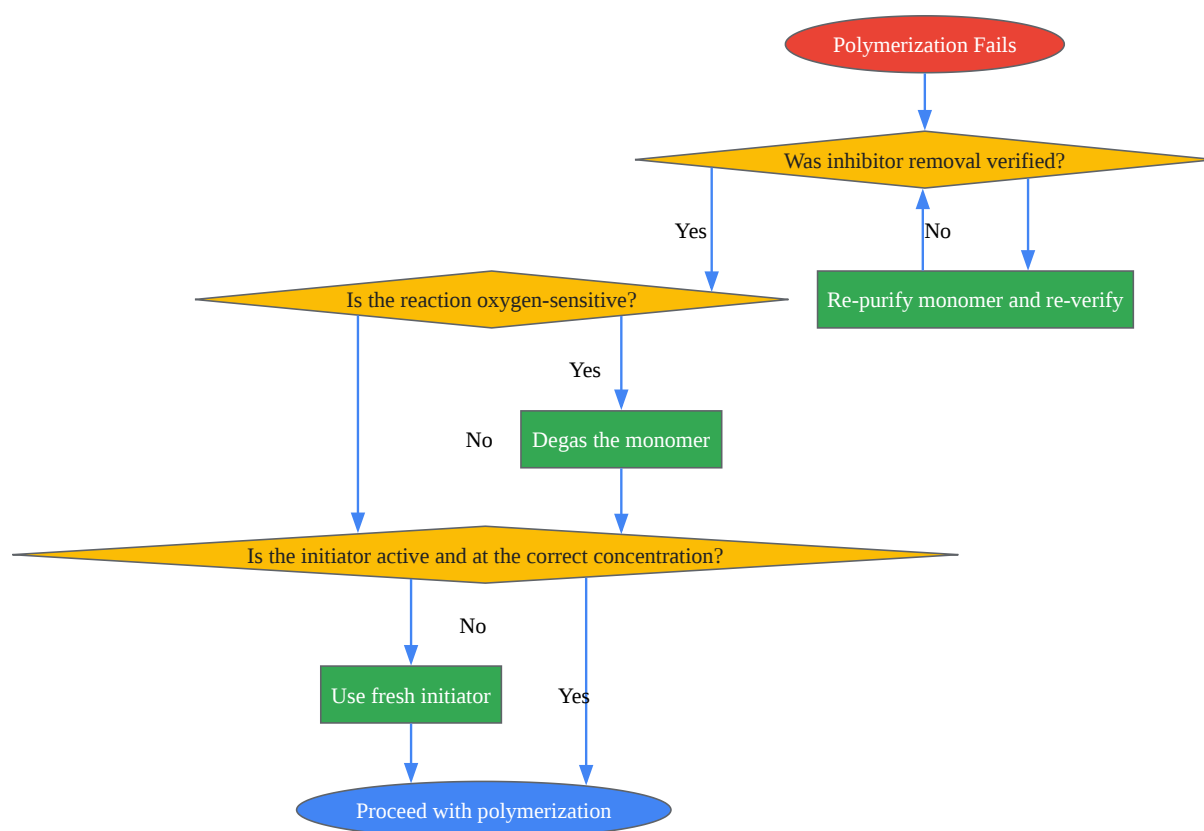 Polymerization Fails
Was inhibitor removal verified?
Yes
No
Is the reaction oxygen-sensitive?
Re-purify monomer and re-verify
Yes
No
Degas the monomer
Is the initiator active and at the correct concentration?
No
Use fresh initiator
Yes
Proceed with polymerization